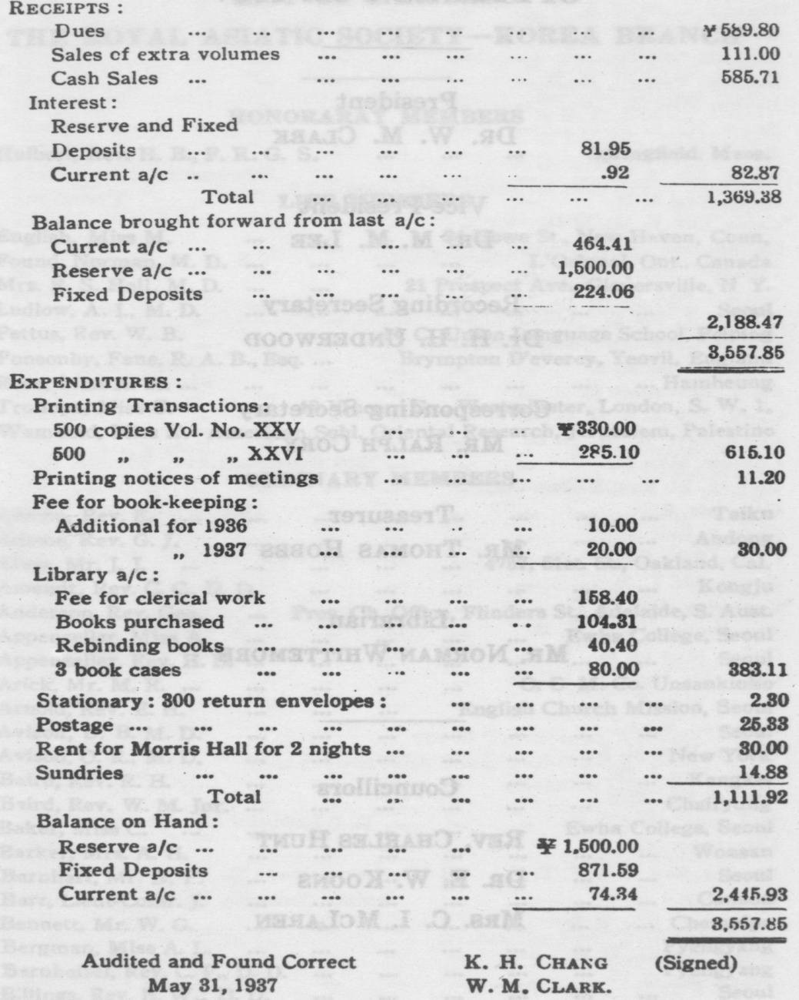 RECEIPTS :
Dues ... ... ... ... ... ... ... ... ¥589.80
Sales of extra volumes ... ... ... ... ... ... 111.00
Cash Sales ... ... ... ... ... ... ... 585.71
Interest :
Reserve and Fixed
Deposits ... ... ... ... ... ... 81.95
Current a/c ... ... ... ... ... ... .92 82.87
Total ... ... ... ... ... 1,369.38
Balance brought forward from last a/c :
Current a/c ... ... ... ... ... ... 464.41
Reserve a/c ... ... ... ... ... ... 1,500.00
Fixed Deposits ... ... ... ... ... 224.06
2,188.47
3,557.85
EXPENDITURES :
Printing Transactions :
500 copies Vol. No. XXV ... ... ... ¥330.00
500 „ „ „ XXVI ... ... ... 285.10 615.10
Printing notices of meetings ... ... ... ... ... 11.20
Fee for book-keeping :
Additional for 1936 ... ... ... ... 10.00
„ 1937 ... ... ... ... 20.00 30.00
Library a/c :
Fee for clerical work ... ... ... ... 158.40
Books purchased ... ... ... ... ... 104.31
Rebinding books ... ... ... ... ... 40.40
3 book cases ... ... ... ... ... 80.00 383.11
Stationary : 300 return envelopes : ... ... ... ... 2.30
Postage ... ... ... ... ... ... ... ... ... 25.33
Rent for Morris Hall for 2 nights ... ... ... ... ... 30.00
Sundries ... ... ... ... ... ... ... ... 14.88
Total ... ... ... ... ... ... 1,111.92
Balance on Hand :
Reserve a/c ... ... ... ... ... ¥ 1,500.00
Fixed Deposits ... ... ... ... ... 871.59
Current a/c ... ... ... ... ... ... 74.34 2,445.93
3,557.85
Audited and Found Correct K. H. CHANG (Signed)
May 31, 1937 W. M. CLARK.